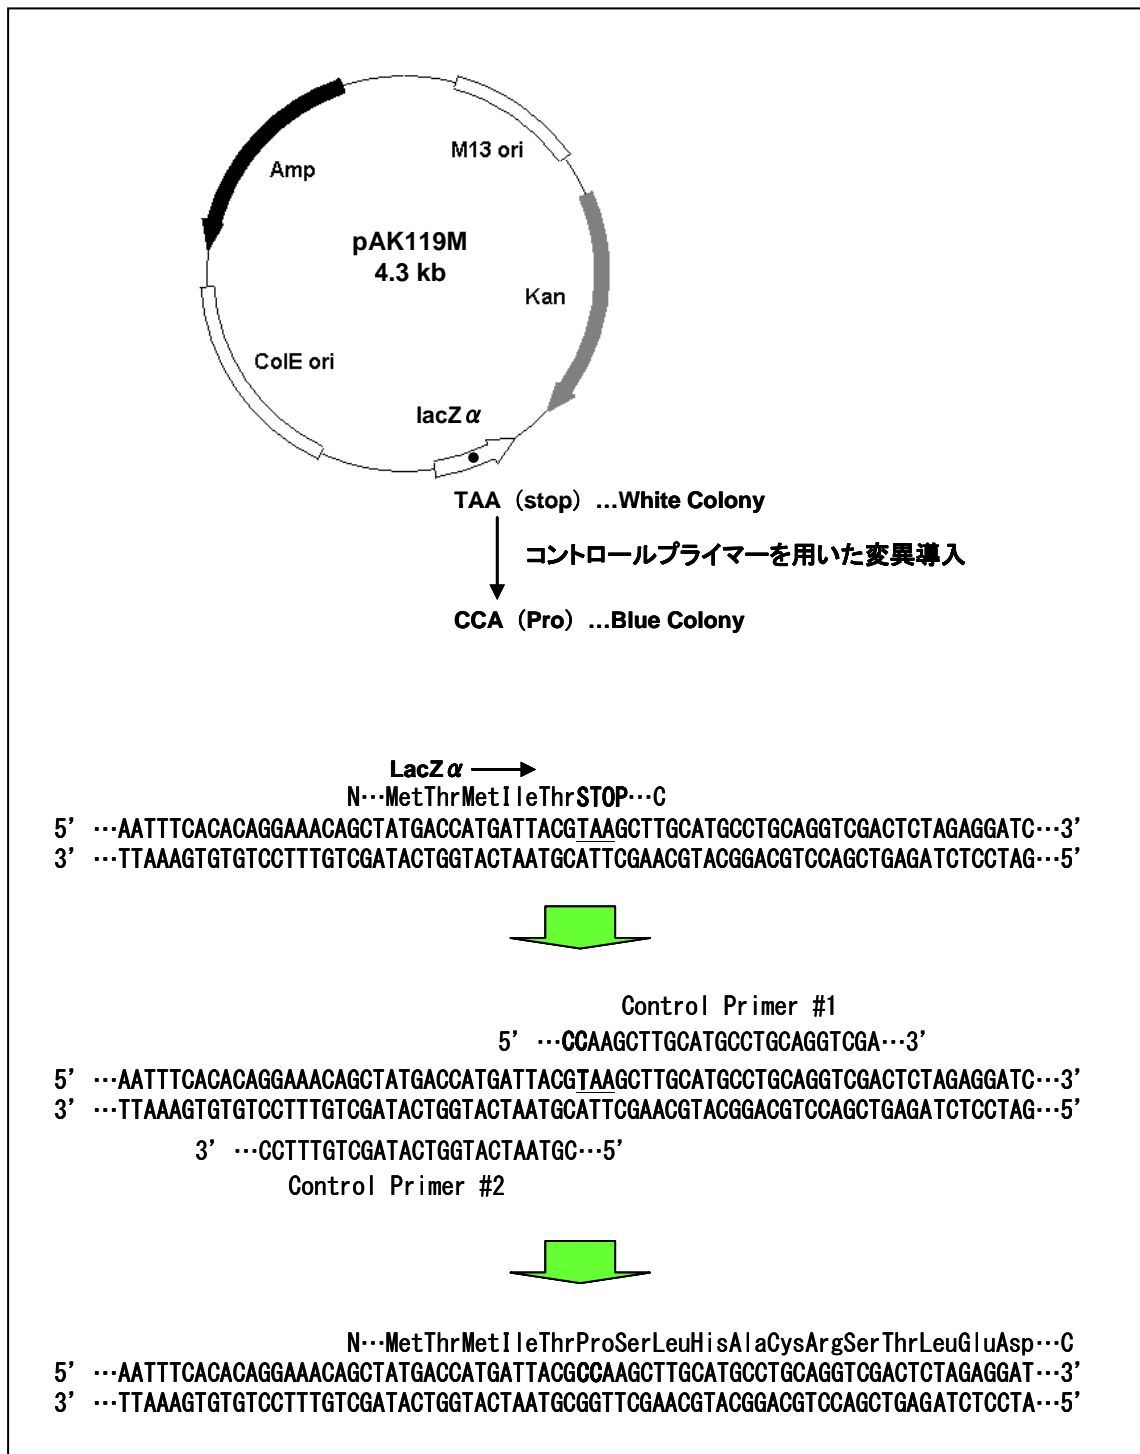 M13 ori
Amp
pAK119M
4.3 kb
Kan
ColE ori
lacZα
TAA (stop) …White Colony
コントロールプライマーを用いた変異導入
CCA (Pro) …Blue Colony
LacZα
N…MetThrMetIleThrSTOP…C
5’ …AATTTCACACAGGAAACAGCTATGACCATGATTACGTAAGCTTGCATGCCTGCAGGTCGACTCTAGAGGATC…3’
3’ …TTAAAGTGTGTCCTTTGTCGATACTGGTACTAATGCATTCGAACGTACGGACGTCCAGCTGAGATCTCCTAG…5’
Control Primer #1
5’ …CCAAGCTTGCATGCCTGCAGGTCGA…3’
5’ …AATTTCACACAGGAAACAGCTATGACCATGATTACGTAAGCTTGCATGCCTGCAGGTCGACTCTAGAGGATC…3’
3’ …TTAAAGTGTGTCCTTTGTCGATACTGGTACTAATGCATTCGAACGTACGGACGTCCAGCTGAGATCTCCTAG…5’
3’ …CCTTTGTCGATACTGGTACTAATGC…5’
Control Primer #2
N…MetThrMetIleThrProSerLeuHisAlaCysArgSerThrLeuGluAsp…C
5’ …AATTTCACACAGGAAACAGCTATGACCATGATTACGCCAAGCTTGCATGCCTGCAGGTCGACTCTAGAGGAT…3’
3’ …TTAAAGTGTGTCCTTTGTCGATACTGGTACTAATGCGGTTCGAACGTACGGACGTCCAGCTGAGATCTCCTA…5’